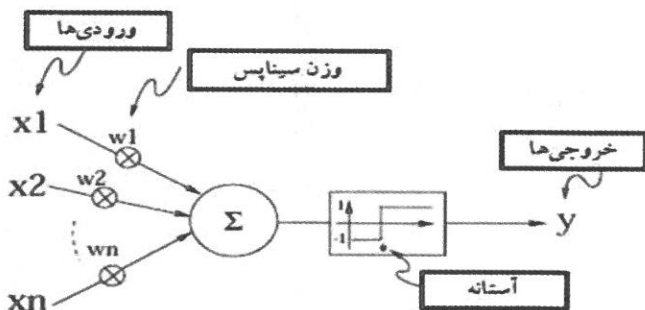 ورودی‌ها
وزن سیناپس
x1
w1
خروجی‌ها
x2
w2
Σ
1
-1
y
wn
آستانه
xn